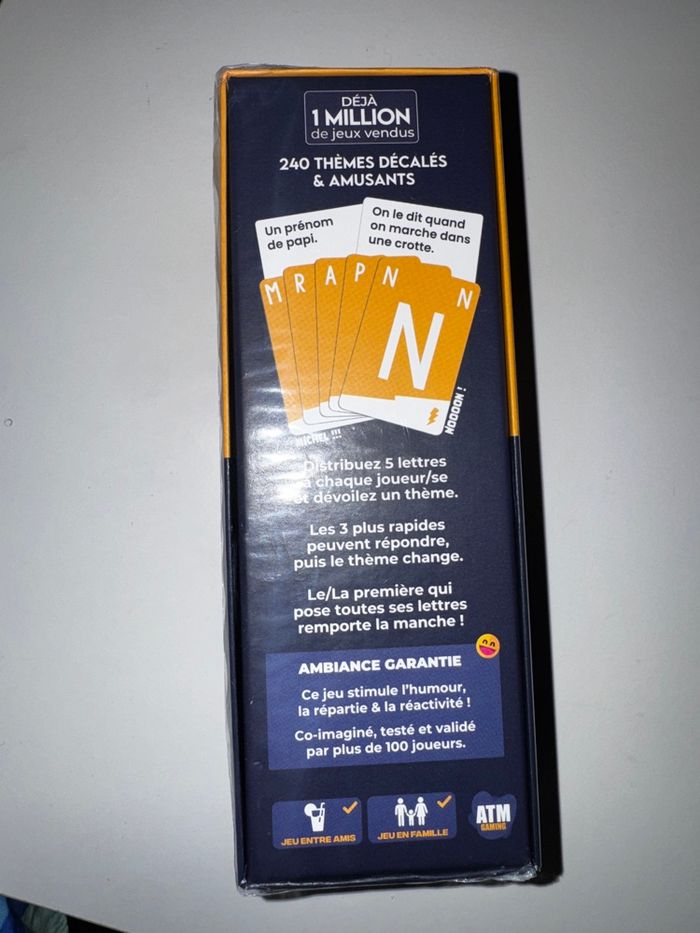 DÉJÀ
1 MILLION
de jeux vendus
240 THÈMES DÉCALÉS
& AMUSANTS
Un prénom
de papi.
On le dit quand
on marche dans
une crotte.
M R A P N N
N
MICHEL !!!
NOOOON !
Distribuez 5 lettres
à chaque joueur/se
et dévoilez un thème.
Les 3 plus rapides
peuvent répondre,
puis le thème change.
Le/La première qui
pose toutes ses lettres
remporte la manche !
AMBIANCE GARANTIE
Ce jeu stimule l'humour,
la répartie & la réactivité !
Co-imaginé, testé et validé
par plus de 100 joueurs.
JEU ENTRE AMIS
JEU EN FAMILLE
ATM
GAMING